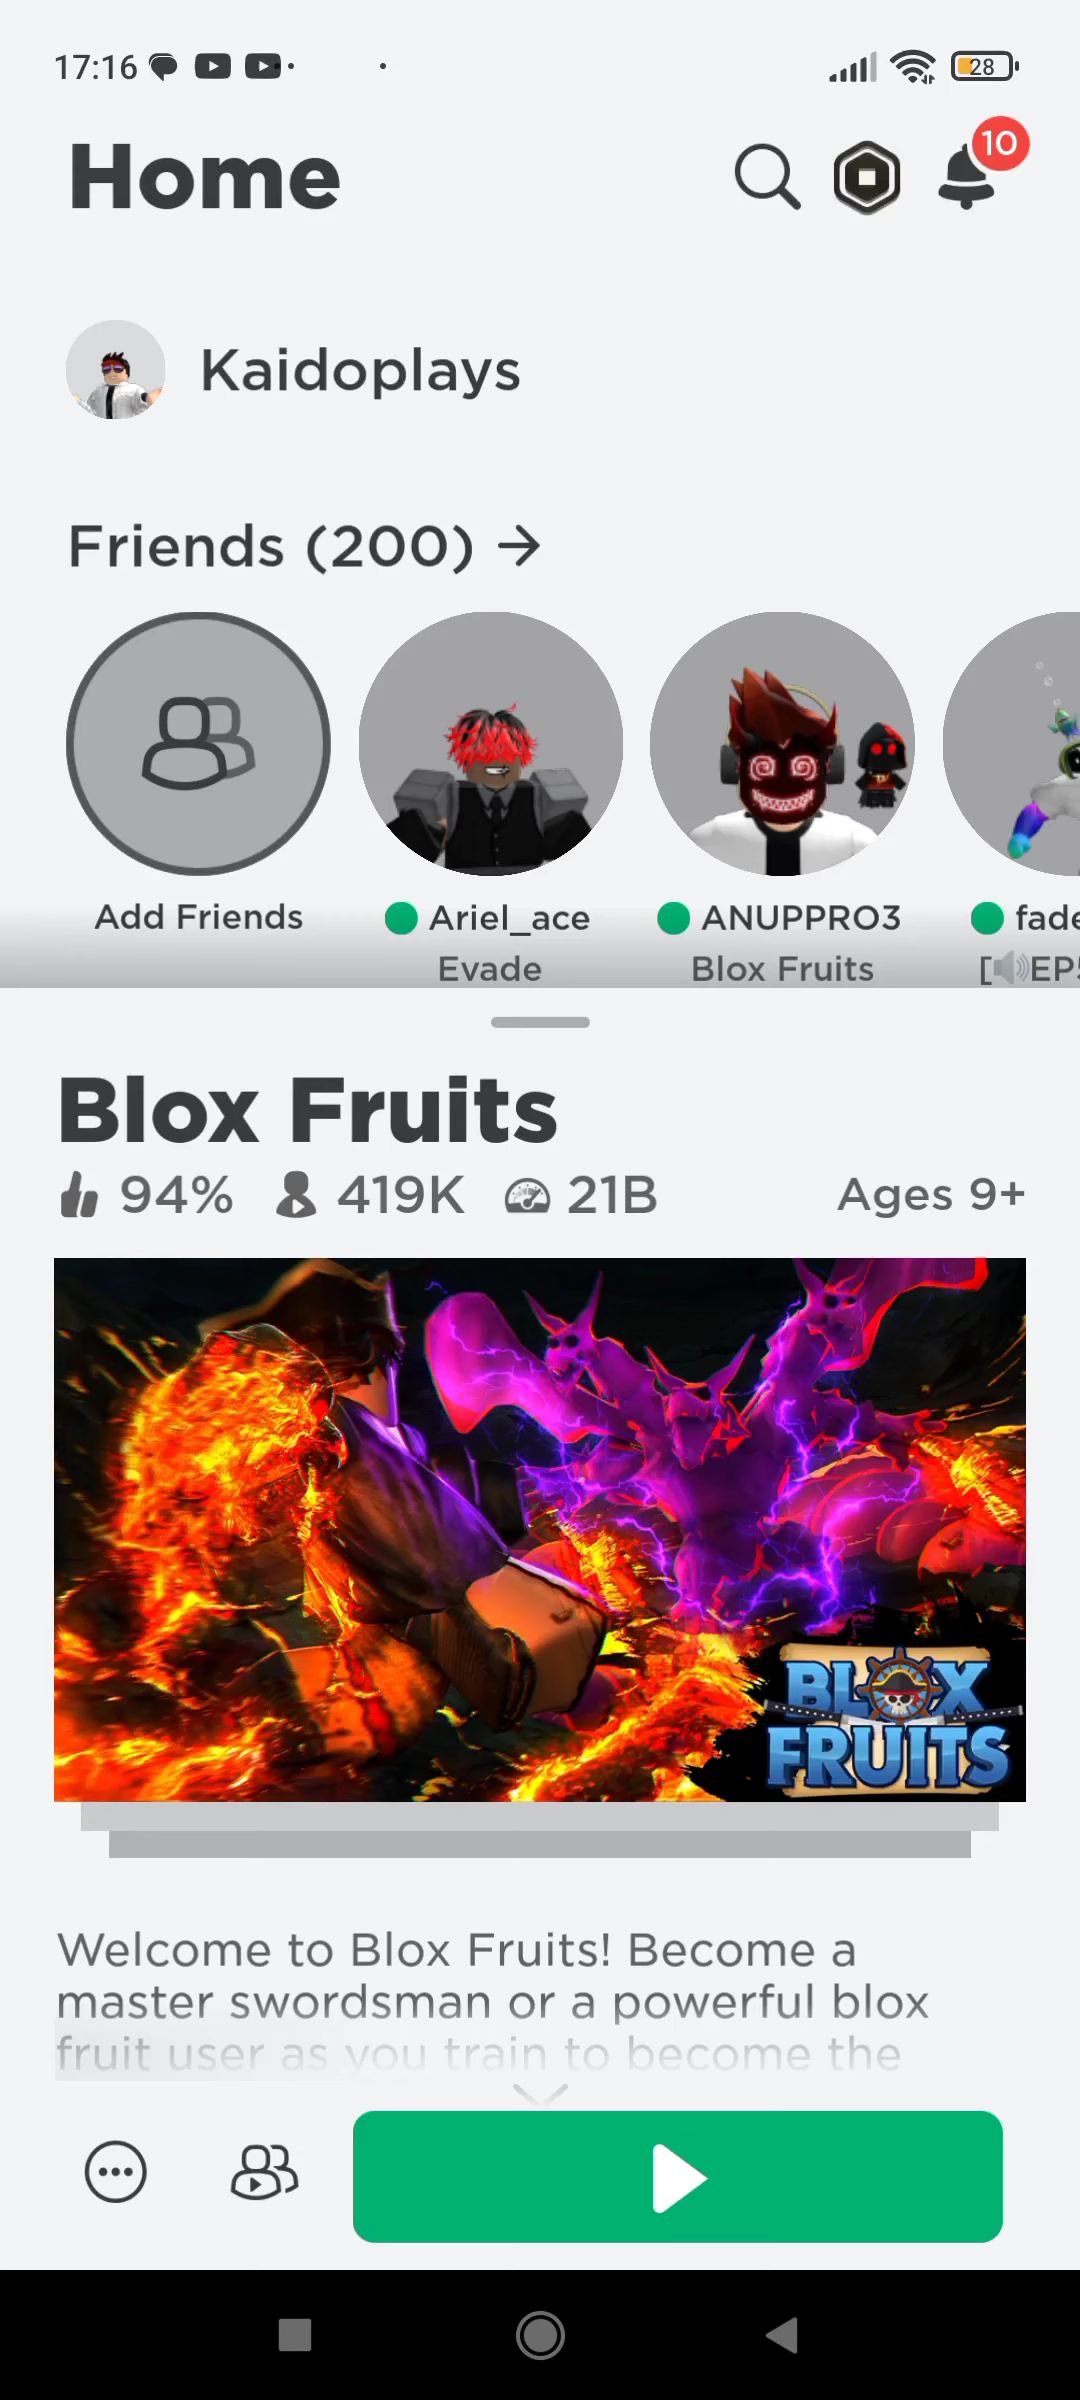 17:16
28
Home
10
Kaidoplays
Friends (200)
Add Friends
Ariel_ace
Evade
ANUPPRO3
Blox Fruits
fade
[🔊EP5
Blox Fruits
94% 419K 21B Ages 9+
BLOX
FRUITS
Welcome to Blox Fruits! Become a
master swordsman or a powerful blox
fruit user as you train to become the